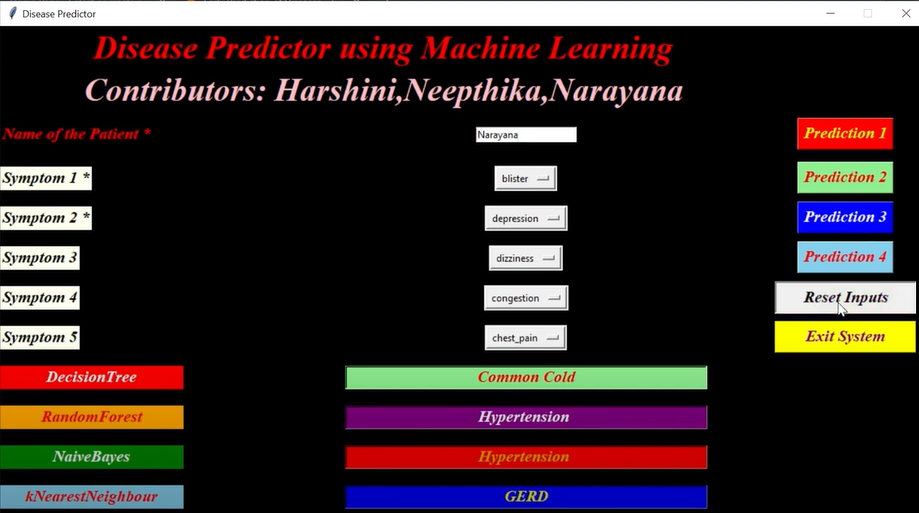 Disease Predictor
Disease Predictor using Machine Learning
Contributors: Harshini,Neepthika,Narayana
Name of the Patient * Narayana Prediction 1
Symptom 1 * blister Prediction 2
Symptom 2 * depression Prediction 3
Symptom 3 dizziness Prediction 4
Symptom 4 congestion Reset Inputs
Symptom 5 chest_pain Exit System
DecisionTree Common Cold
RandomForest Hypertension
NaiveBayes Hypertension
kNearestNeighbour GERD